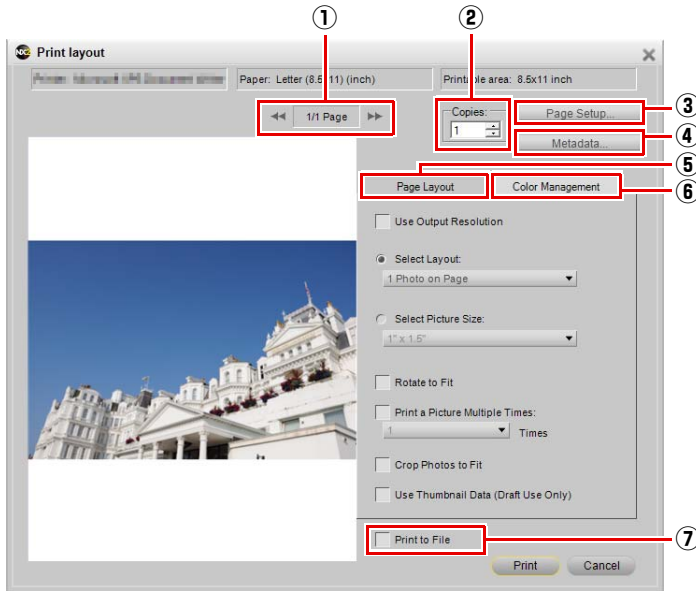 ① ②
NX2 Print layout
Paper: Letter (8.5x11) (inch) Printable area: 8.5x11 inch
1/1 Page Copies: Page Setup... ③
1
Metadata... ④
⑤
Page Layout Color Management ⑥
Use Output Resolution
Select Layout:
1 Photo on Page
Select Picture Size:
1" x 1.5"
Rotate to Fit
Print a Picture Multiple Times:
1 Times
Crop Photos to Fit
Use Thumbnail Data (Draft Use Only)
Print to File ⑦
Print Cancel